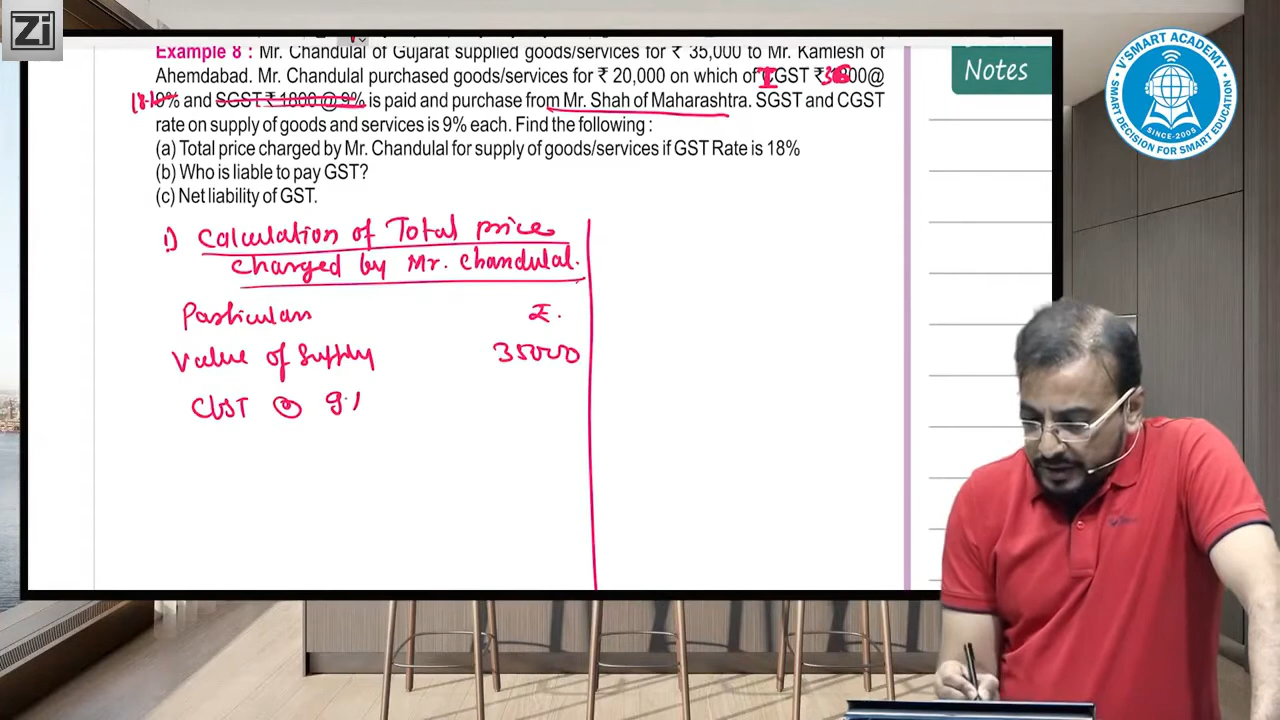 Zi
Example 8 : Mr. Chandulal of Gujarat supplied goods/services for ₹ 35,000 to Mr. Kamlesh of
Ahemdabad. Mr. Chandulal purchased goods/services for ₹ 20,000 on which of IGST ₹ 3600@
18% and SGST ₹ 1800 @ 9% is paid and purchase from Mr. Shah of Maharashtra. SGST and CGST
rate on supply of goods and services is 9% each. Find the following :
(a) Total price charged by Mr. Chandulal for supply of goods/services if GST Rate is 18%
(b) Who is liable to pay GST?
(c) Net liability of GST.
1) Calculation of Total price
charged by Mr. Chandulal.
Particulars ₹.
Value of Supply 35000
CGST @ 9%
Notes
V'SMART ACADEMY
SINCE-2005
SMART DECISION FOR SMART EDUCATION